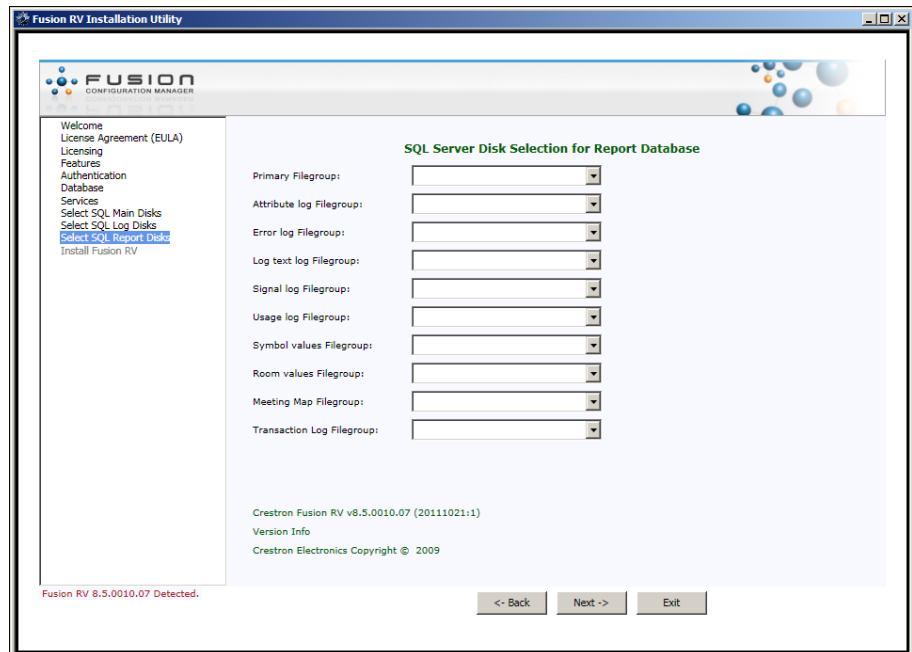 Fusion RV Installation Utility
FUSION
CONFIGURATION MANAGER
Welcome
License Agreement (EULA)
Licensing
Features
Authentication
Database
Services
Select SQL Main Disks
Select SQL Log Disks
Select SQL Report Disks
Install Fusion RV
SQL Server Disk Selection for Report Database
Primary Filegroup:
Attribute log Filegroup:
Error log Filegroup:
Log text log Filegroup:
Signal log Filegroup:
Usage log Filegroup:
Symbol values Filegroup:
Room values Filegroup:
Meeting Map Filegroup:
Transaction Log Filegroup:
Crestron Fusion RV v8.5.0010.07 (20111021:1)
Version Info
Crestron Electronics Copyright © 2009
Fusion RV 8.5.0010.07 Detected.
<- Back
Next ->
Exit